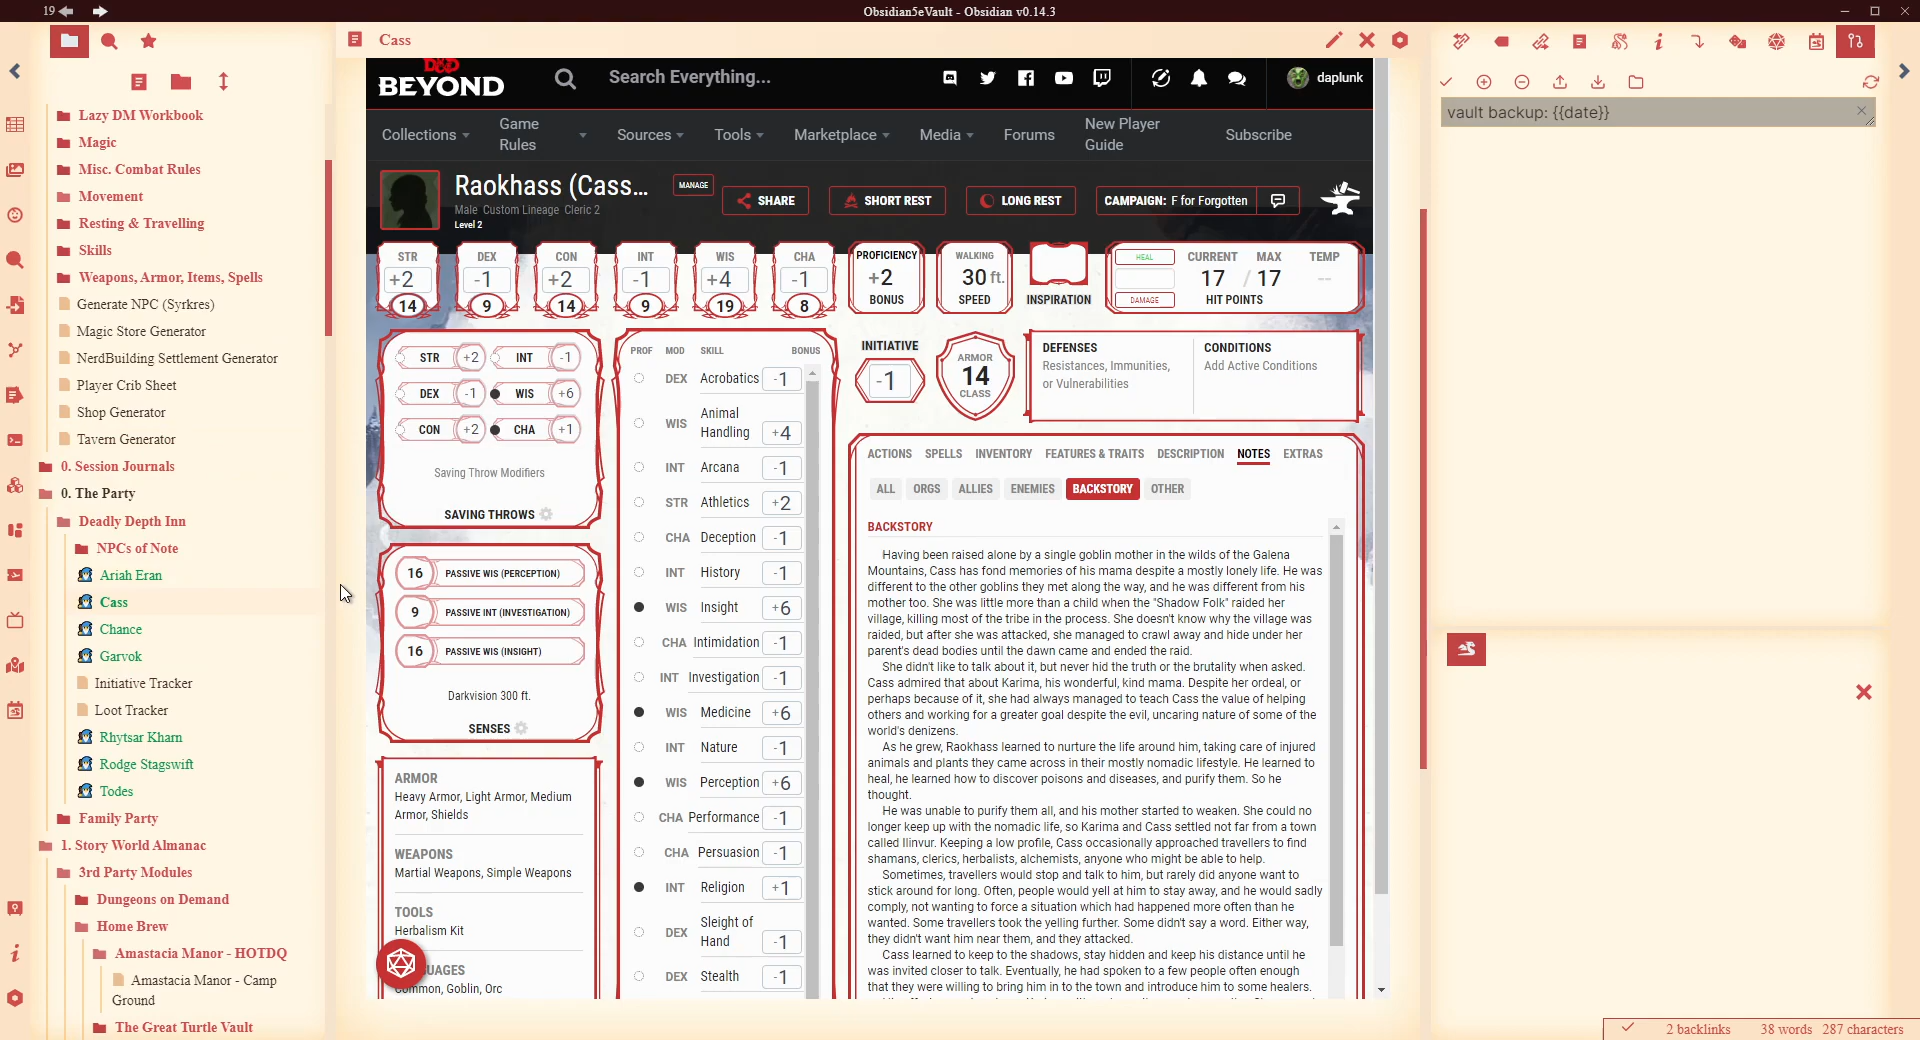 19
Obsidian5eVault - Obsidian v0.14.3
Cass
Lazy DM Workbook
Magic
Misc. Combat Rules
Movement
Resting & Travelling
Skills
Weapons, Armor, Items, Spells
Generate NPC (Syrkres)
Magic Store Generator
NerdBuilding Settlement Generator
Player Crib Sheet
Shop Generator
Tavern Generator
0. Session Journals
0. The Party
Deadly Depth Inn
NPCs of Note
Ariah Eran
Cass
Chance
Garvok
Initiative Tracker
Loot Tracker
Rhytsar Kharn
Rodge Stagswift
Todes
Family Party
1. Story World Almanac
3rd Party Modules
Dungeons on Demand
Home Brew
Amastacia Manor - HOTDQ
Amastacia Manor - Camp
Ground
The Great Turtle Vault
D&D
BEYOND
Search Everything...
daplunk
Collections
Game
Rules
Sources
Tools
Marketplace
Media
Forums
New Player
Guide
Subscribe
Raokhass (Cass...
MANAGE
Male Custom Lineage Cleric 2
Level 2
SHARE
SHORT REST
LONG REST
CAMPAIGN: F for Forgotten
STR
+2
14
DEX
-1
9
CON
+2
14
INT
-1
9
WIS
+4
19
CHA
-1
8
PROFICIENCY
+2
BONUS
WALKING
30 ft.
SPEED
INSPIRATION
HEAL
DAMAGE
CURRENT MAX TEMP
17 / 17 --
HIT POINTS
STR +2 INT -1
DEX -1 WIS +6
CON +2 CHA +1
Saving Throw Modifiers
SAVING THROWS
16 PASSIVE WIS (PERCEPTION)
9 PASSIVE INT (INVESTIGATION)
16 PASSIVE WIS (INSIGHT)
Darkvision 300 ft.
SENSES
ARMOR
Heavy Armor, Light Armor, Medium
Armor, Shields
WEAPONS
Martial Weapons, Simple Weapons
TOOLS
Herbalism Kit
UAGES
Common, Goblin, Orc
PROF MOD SKILL BONUS
DEX Acrobatics -1
WIS Animal Handling +4
INT Arcana -1
STR Athletics +2
CHA Deception -1
INT History -1
WIS Insight +6
CHA Intimidation -1
INT Investigation -1
WIS Medicine +6
INT Nature -1
WIS Perception +6
CHA Performance -1
CHA Persuasion -1
INT Religion +1
DEX Sleight of Hand -1
DEX Stealth -1
INITIATIVE
-1
ARMOR
14
CLASS
DEFENSES
Resistances, Immunities,
or Vulnerabilities
CONDITIONS
Add Active Conditions
ACTIONS SPELLS INVENTORY FEATURES & TRAITS DESCRIPTION NOTES EXTRAS
ALL ORGS ALLIES ENEMIES BACKSTORY OTHER
BACKSTORY
Having been raised alone by a single goblin mother in the wilds of the Galena
Mountains, Cass has fond memories of his mama despite a mostly lonely life. He was
different to the other goblins they met along the way, and he was different from his
mother too. She was little more than a child when the "Shadow Folk" raided her
village, killing most of the tribe in the process. She doesn't know why the village was
raided, but after she was attacked, she managed to crawl away and hide under her
parent's dead bodies until the dawn came and ended the raid.
She didn't like to talk about it, but never hid the truth or the brutality when asked.
Cass admired that about Karima, his wonderful, kind mama. Despite her ordeal, or
perhaps because of it, she had always managed to teach Cass the value of helping
others and working for a greater goal despite the evil, uncaring nature of some of the
world's denizens.
As he grew, Raokhass learned to nurture the life around him, taking care of injured
animals and plants they came across in their mostly nomadic lifestyle. He learned to
heal, he learned how to discover poisons and diseases, and purify them. So he
thought.
He was unable to purify them all, and his mother started to weaken. She could no
longer keep up with the nomadic life, so Karima and Cass settled not far from a town
called Ilinvur. Keeping a low profile, Cass occasionally approached travellers to find
shamans, clerics, herbalists, alchemists, anyone who might be able to help.
Sometimes, travellers would stop and talk to him, but rarely did anyone want to
stick around for long. Often, people would yell at him to stay away, and he would sadly
comply, not wanting to force a situation which had happened more often than he
wanted. Some travellers took the yelling further. Some didn't say a word. Either way,
they didn't want him near them, and they attacked.
Cass learned to keep to the shadows, stay hidden and keep his distance until he
was invited closer to talk. Eventually, he had spoken to a few people often enough
that they were willing to bring him in to the town and introduce him to some healers.
vault backup: {{date}}
2 backlinks 38 words 287 characters